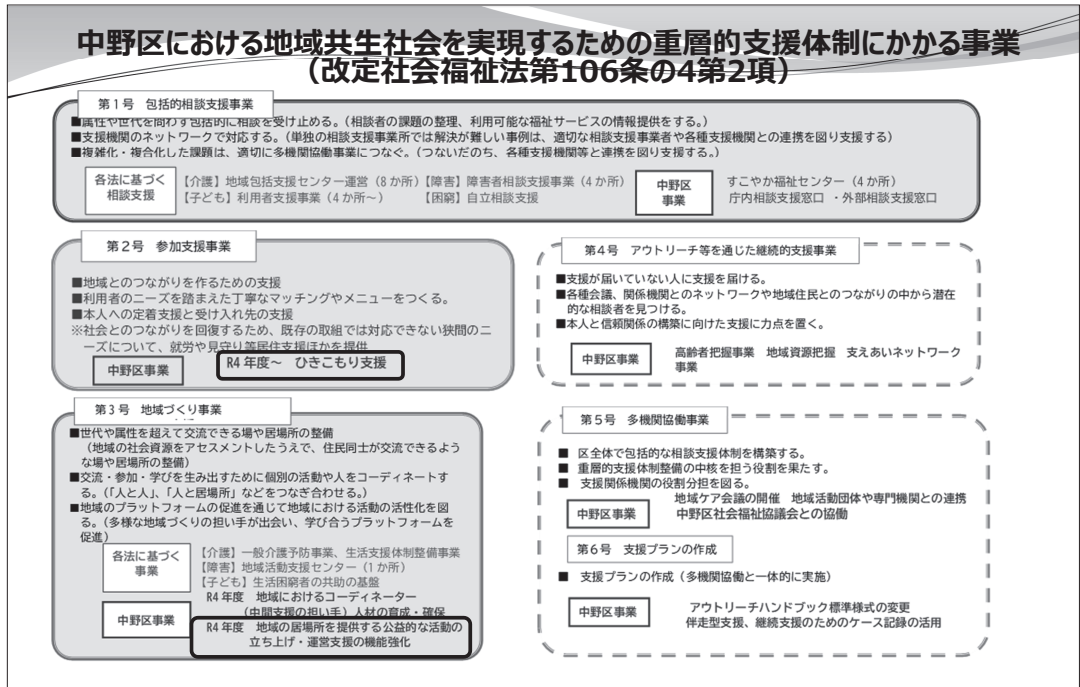 中野区における地域共生社会を実現するための重層的支援体制にかかる事業
（改定社会福祉法第106条の4第2項）
第1号 包括的相談支援事業
■属性や世代を問わず包括的に相談を受け止める。（相談者の課題の整理、利用可能な福祉サービスの情報提供をする。）
■支援機関のネットワークで対応する。（単独の相談支援事業所では解決が難しい事例は、適切な相談支援事業者や各種支援機関との連携を図り支援する）
■複雑化・複合化した課題は、適切に多機関協働事業につなぐ。（つないだのち、各種支援機関等と連携を図り支援する。）
各法に基づく
相談支援
【介護】地域包括支援センター運営（8か所）【障害】障害者相談支援事業（4か所）
【子ども】利用者支援事業（4か所～） 【困窮】自立相談支援
中野区
事業
すこやか福祉センター（4か所）
庁内相談支援窓口 ・外部相談支援窓口
第2号 参加支援事業
■地域とのつながりを作るための支援
■利用者のニーズを踏まえた丁寧なマッチングやメニューをつくる。
■本人への定着支援と受け入れ先の支援
※社会とのつながりを回復するため、既存の取組では対応できない狭間のニ
ーズについて、就労や見守り等居住支援ほかを提供
中野区事業
R4年度～ ひきこもり支援
第3号 地域づくり事業
■世代や属性を超えて交流できる場や居場所の整備
（地域の社会資源をアセスメントしたうえで、住民同士が交流できるよう
な場や居場所の整備）
■交流・参加・学びを生み出すために個別の活動や人をコーディネートす
る。（「人と人」、「人と居場所」などをつなぎ合わせる。）
■地域のプラットフォームの促進を通じて地域における活動の活性化を図
る。（多様な地域づくりの担い手が出会い、学び合うプラットフォームを
促進）
各法に基づく
事業
【介護】一般介護予防事業、生活支援体制整備事業
【障害】地域活動支援センター（1か所）
【子ども】生活困窮者の共助の基盤
中野区事業
R4年度 地域におけるコーディネーター
（中間支援の担い手）人材の育成・確保
R4年度 地域の居場所を提供する公益的な活動の
立ち上げ・運営支援の機能強化
第4号 アウトリーチ等を通じた継続的支援事業
■支援が届いていない人に支援を届ける。
■各種会議、関係機関とのネットワークや地域住民とのつながりの中から潜在
的な相談者を見つける。
■本人と信頼関係の構築に向けた支援に力点を置く。
中野区事業
高齢者把握事業 地域資源把握 支えあいネットワーク
事業
第5号 多機関協働事業
■ 区全体で包括的な相談支援体制を構築する。
■ 重層的支援体制整備の中核を担う役割を果たす。
■ 支援関係機関の役割分担を図る。
中野区事業
地域ケア会議の開催 地域活動団体や専門機関との連携
中野区社会福祉協議会との協働
第6号 支援プランの作成
■ 支援プランの作成（多機関協働と一体的に実施）
中野区事業
アウトリーチハンドブック標準様式の変更
伴走型支援、継続支援のためのケース記録の活用